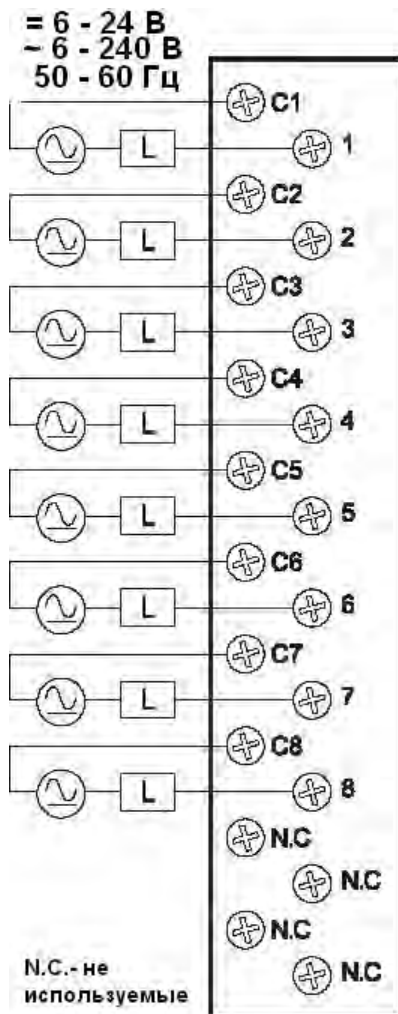 = 6 - 24 В
~ 6 - 240 В
50 - 60 Гц
C1
L
1
C2
L
2
C3
L
3
C4
L
4
C5
L
5
C6
L
6
C7
L
7
C8
L
8
N.C
N.C
N.C
N.C
N.C.- не
используемые